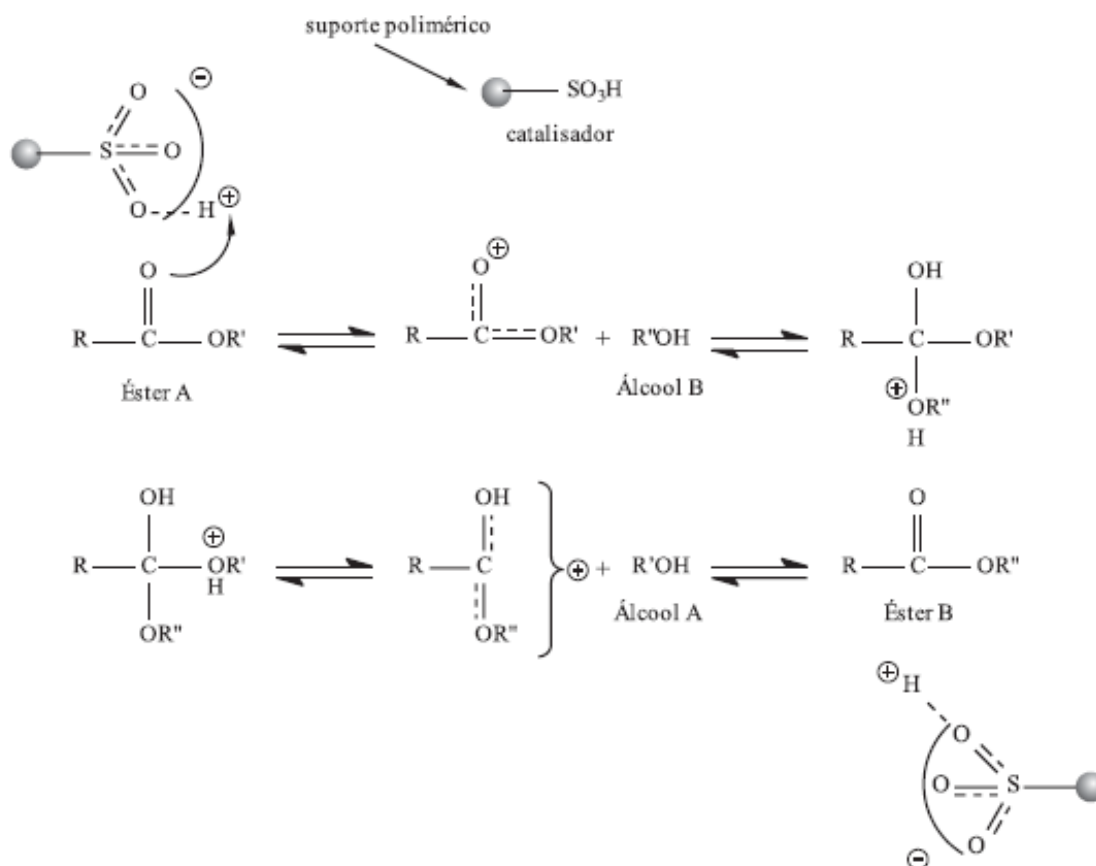 suporte polimérico
SO₃H
catalisador
⊖
O
S O
O H ⊕
O O⊕ OH
R C OR' R C OR' + R"OH R C OR'
Éster A Álcool B ⊕ OR"
H
OH OH O
R C ⊕OR' R C ⊕ + R'OH R C OR"
H
OR" OR" Álcool A Éster B
⊕ H
O
O S
O
⊖